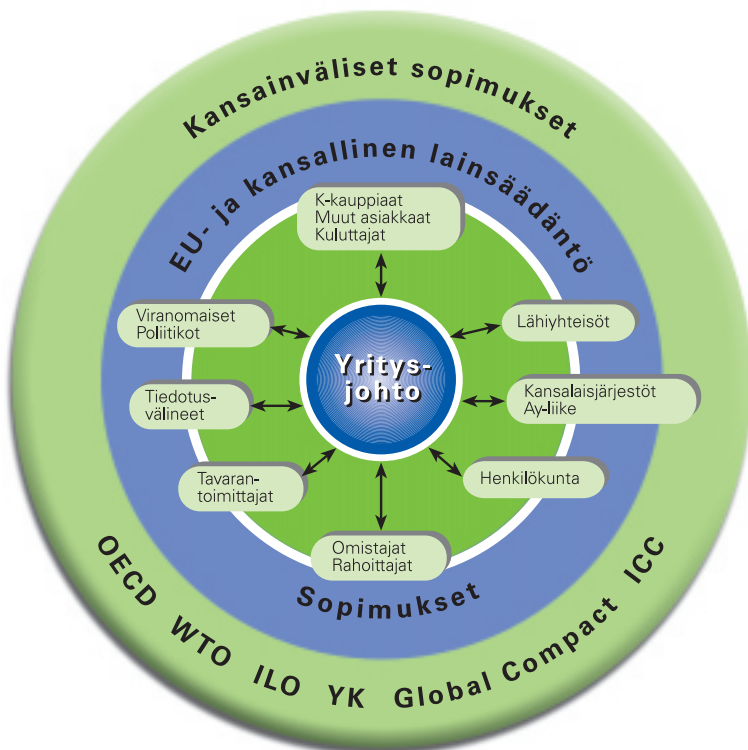 Kansainväliset sopimukset
EU- ja kansallinen lainsäädäntö
K-kauppiaat
Muut asiakkaat
Kuluttajat
Viranomaiset
Poliitikot
Lähiyhteisöt
Yritys-
johto
Tiedotus-
välineet
Kansalaisjärjestöt
Ay-liike
Tavaran-
toimittajat
Henkilökunta
Omistajat
Rahoittajat
Sopimukset
OECD WTO ILO YK Global Compact ICC